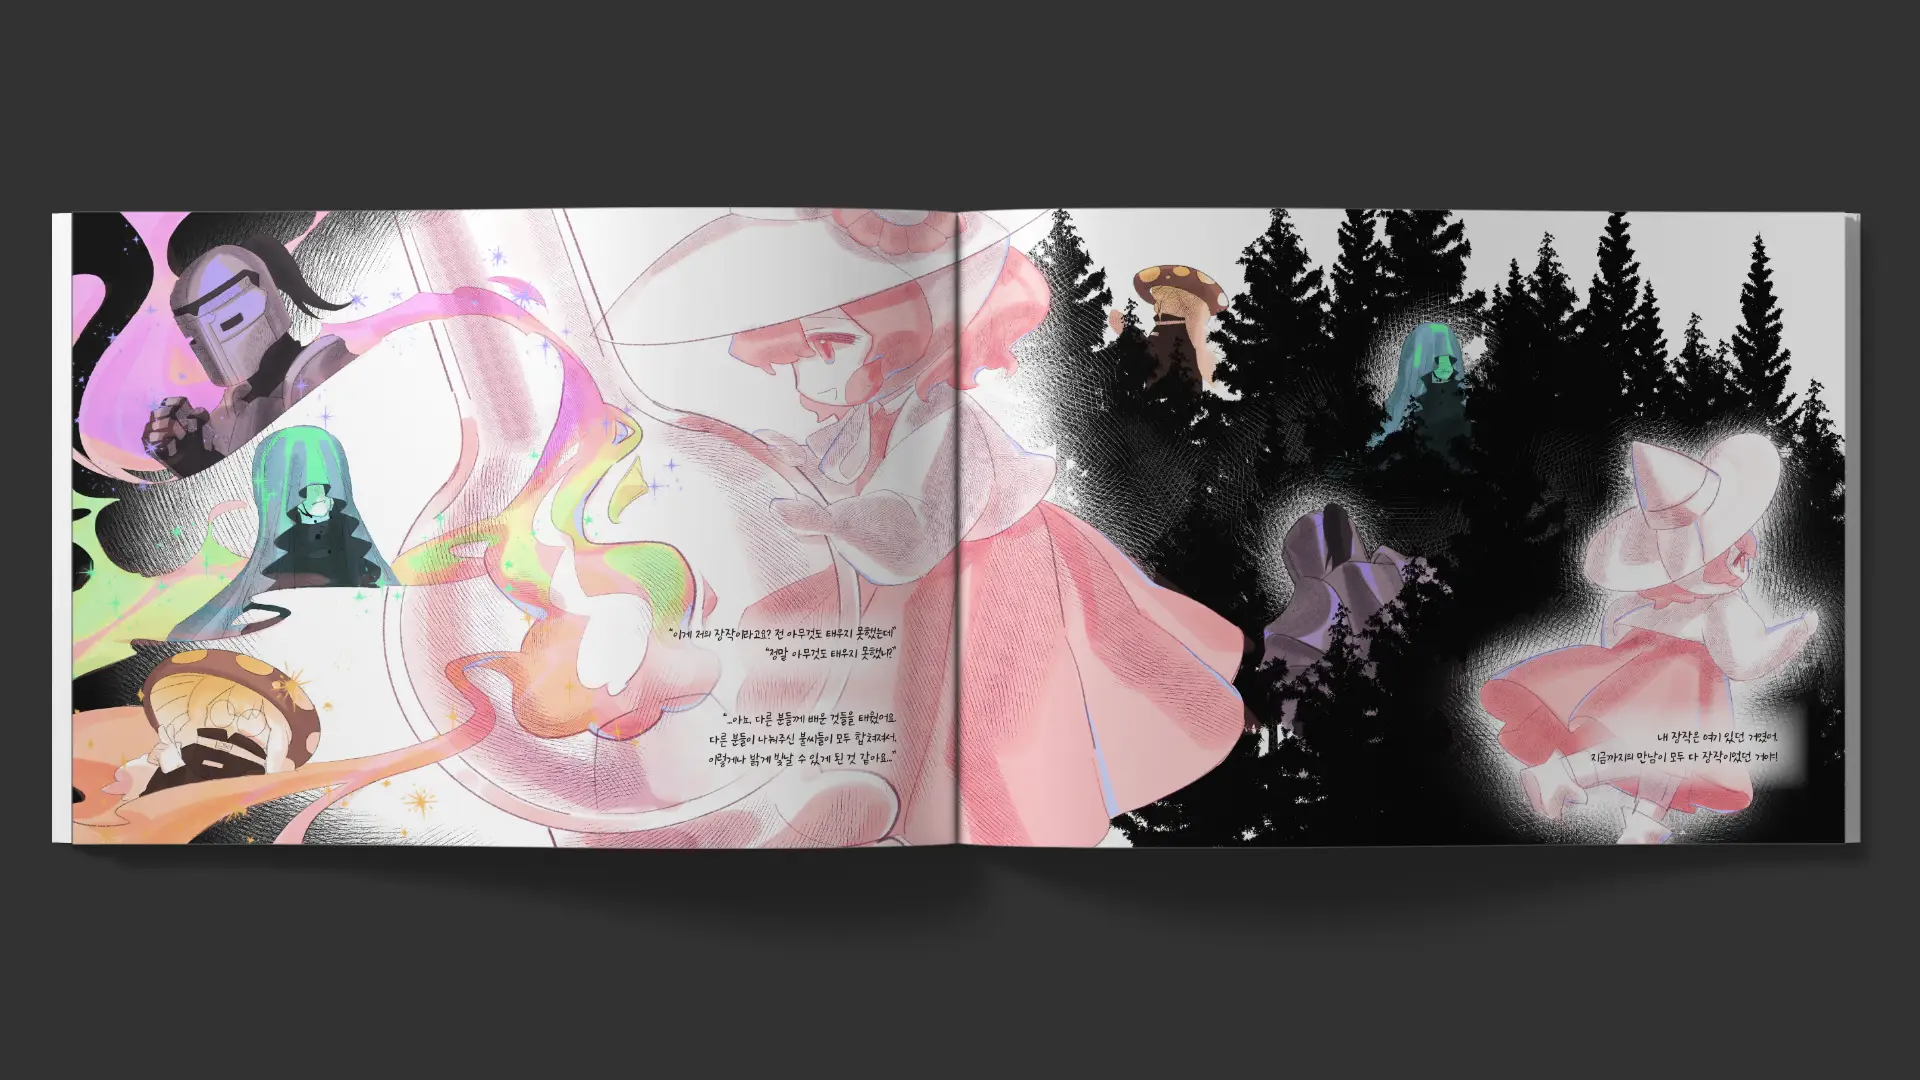 “이게 저의 장작이라고요? 전 아무것도 태우지 못했는데”
“정말 아무것도 태우지 못했니?”
“...아뇨. 다른 분들께 배운 것들을 태웠어요.
다른 분들이 나눠주신 불씨들이 모두 합쳐져서,
이렇게나 밝게 빛날 수 있게 된 것 같아요...”
내 장작은 여기 있던 거였어.
지금까지의 만남이 모두 다 장작이었던 거야!